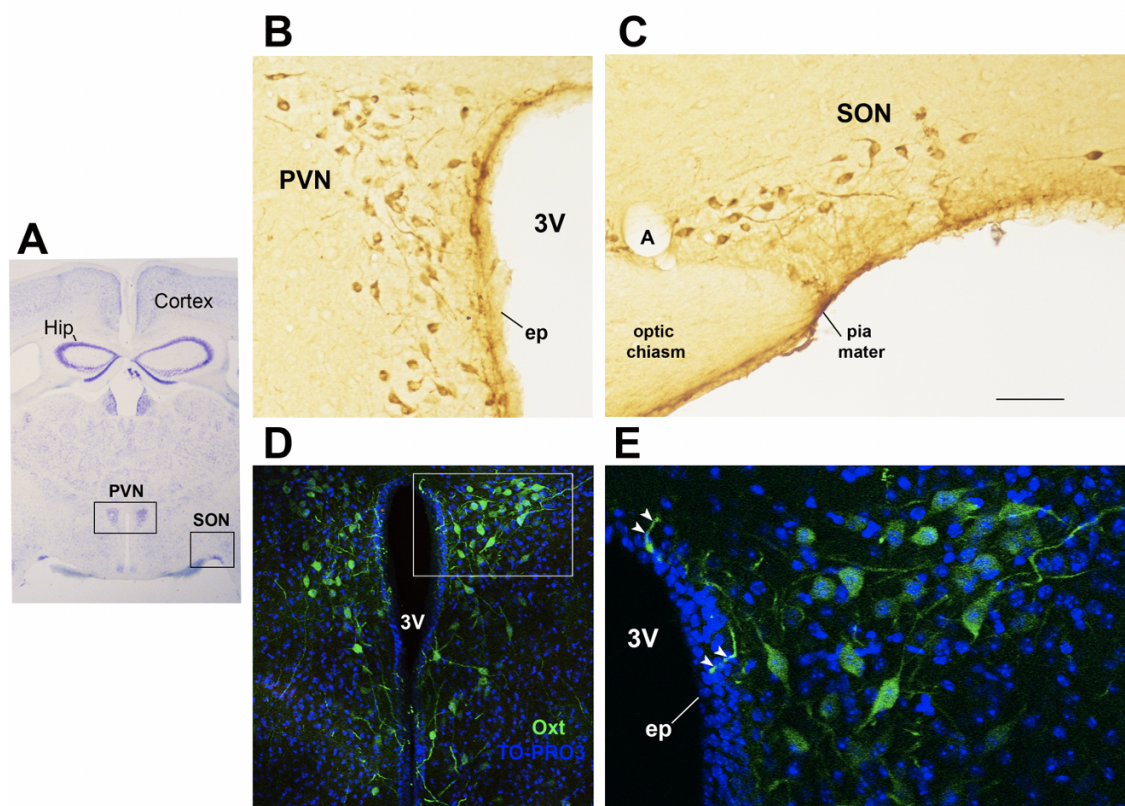 A
Cortex
Hip
PVN
SON
B
PVN
3V
ep
C
SON
A
optic
chiasm
pia
mater
D
3V
Oxt
TO-PRO3
E
3V
ep